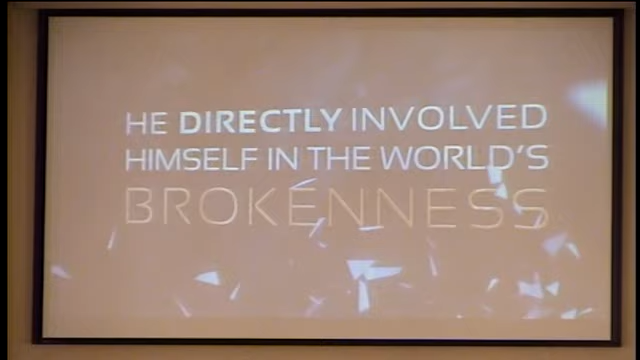 HE DIRECTLY INVOLVED
HIMSELF IN THE WORLD'S
BROKENNESS